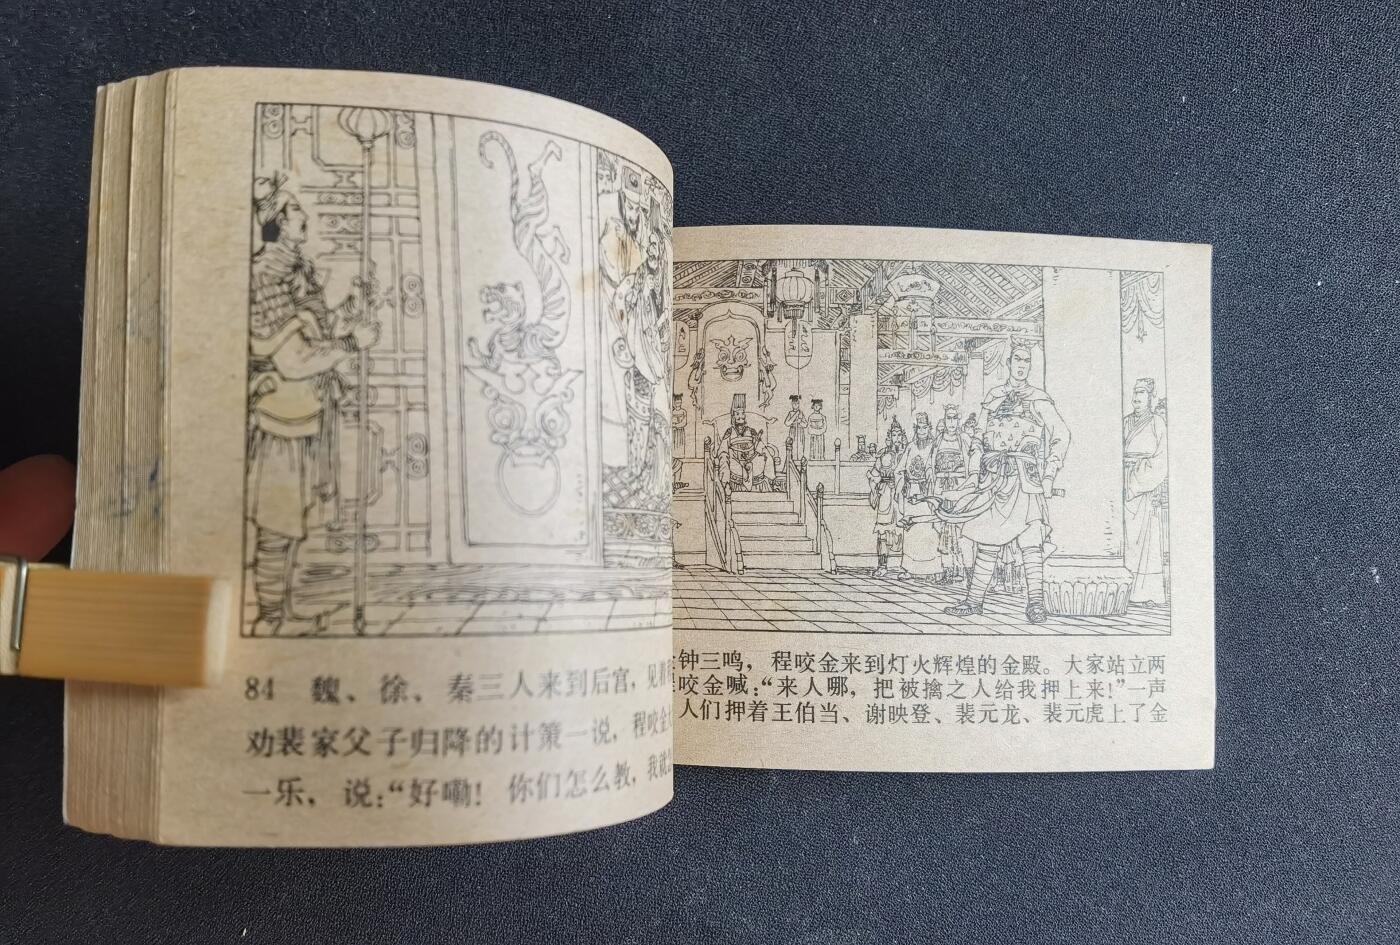 84 魏、徐、秦三人来到后宫，见着
劝裴家父子归降的计策一说，程咬金
一乐，说：“好嘞！你们怎么教，我就
钟三鸣，程咬金来到灯火辉煌的金殿。大家站立两
咬金喊：“来人哪，把被擒之人给我押上来！”一声
人们押着王伯当、谢映登、裴元龙、裴元虎上了金